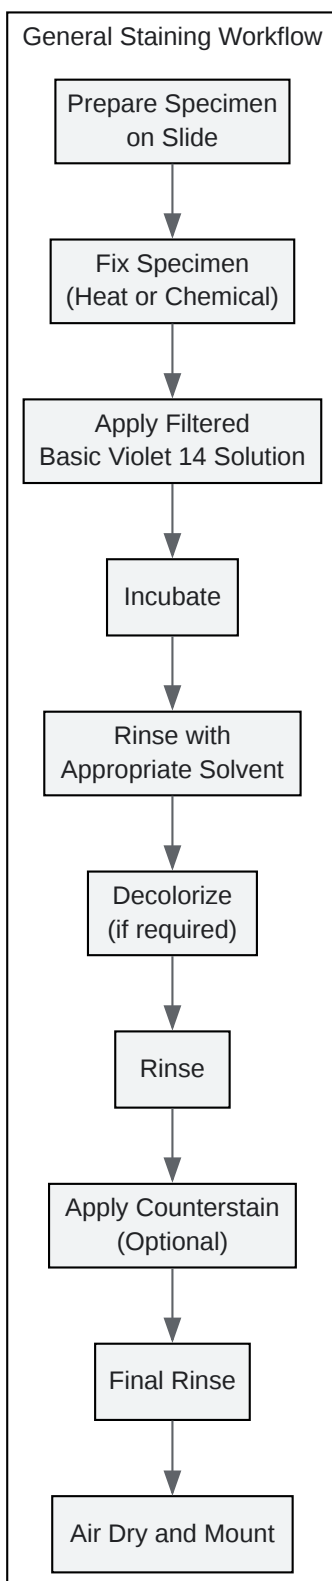 General Staining Workflow
Prepare Specimen
on Slide
Fix Specimen
(Heat or Chemical)
Apply Filtered
Basic Violet 14 Solution
Incubate
Rinse with
Appropriate Solvent
Decolorize
(if required)
Rinse
Apply Counterstain
(Optional)
Final Rinse
Air Dry and Mount